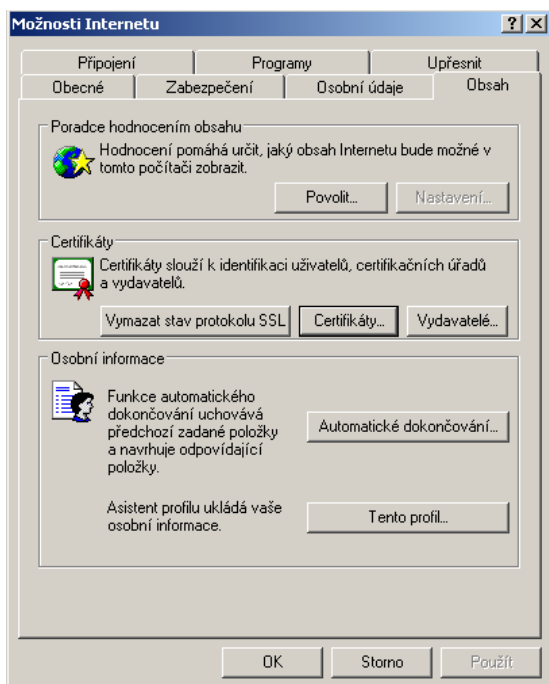 Možnosti Internetu
Připojení Programy Upřesnit
Obecné Zabezpečení Osobní údaje Obsah
Poradce hodnocením obsahu
Hodnocení pomáhá určit, jaký obsah Internetu bude možné v
tomto počítači zobrazit.
Povolit... Nastavení...
Certifikáty
Certifikáty slouží k identifikaci uživatelů, certifikačních úřadů
a vydavatelů.
Vymazat stav protokolu SSL Certifikáty... Vydavatelé...
Osobní informace
Funkce automatického
dokončování uchovává
předchozí zadané položky
a navrhuje odpovídající
položky.
Automatické dokončování...
Asistent profilu ukládá vaše
osobní informace.
Tento profil...
OK Storno Použít